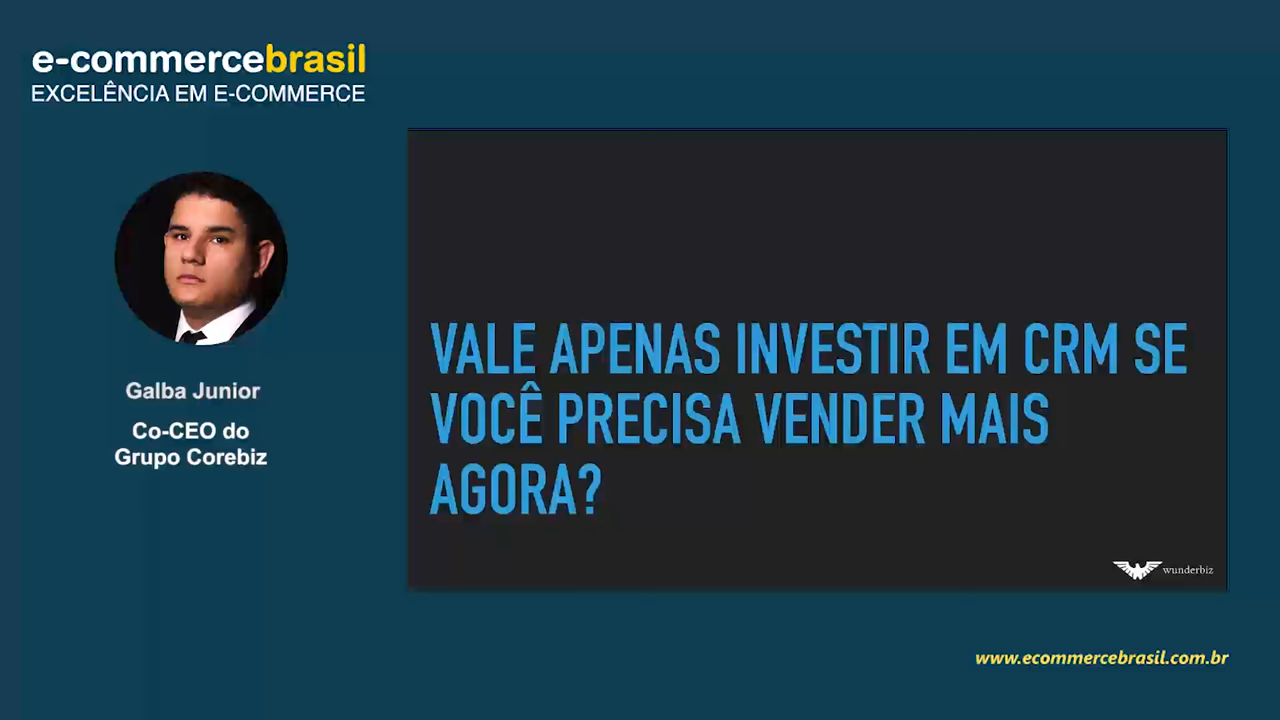 e-commercebrasil
EXCELÊNCIA EM E-COMMERCE
Galba Junior
Co-CEO do
Grupo Corebiz
VALE APENAS INVESTIR EM CRM SE
VOCÊ PRECISA VENDER MAIS
AGORA?
wunderbiz
www.ecommercebrasil.com.br